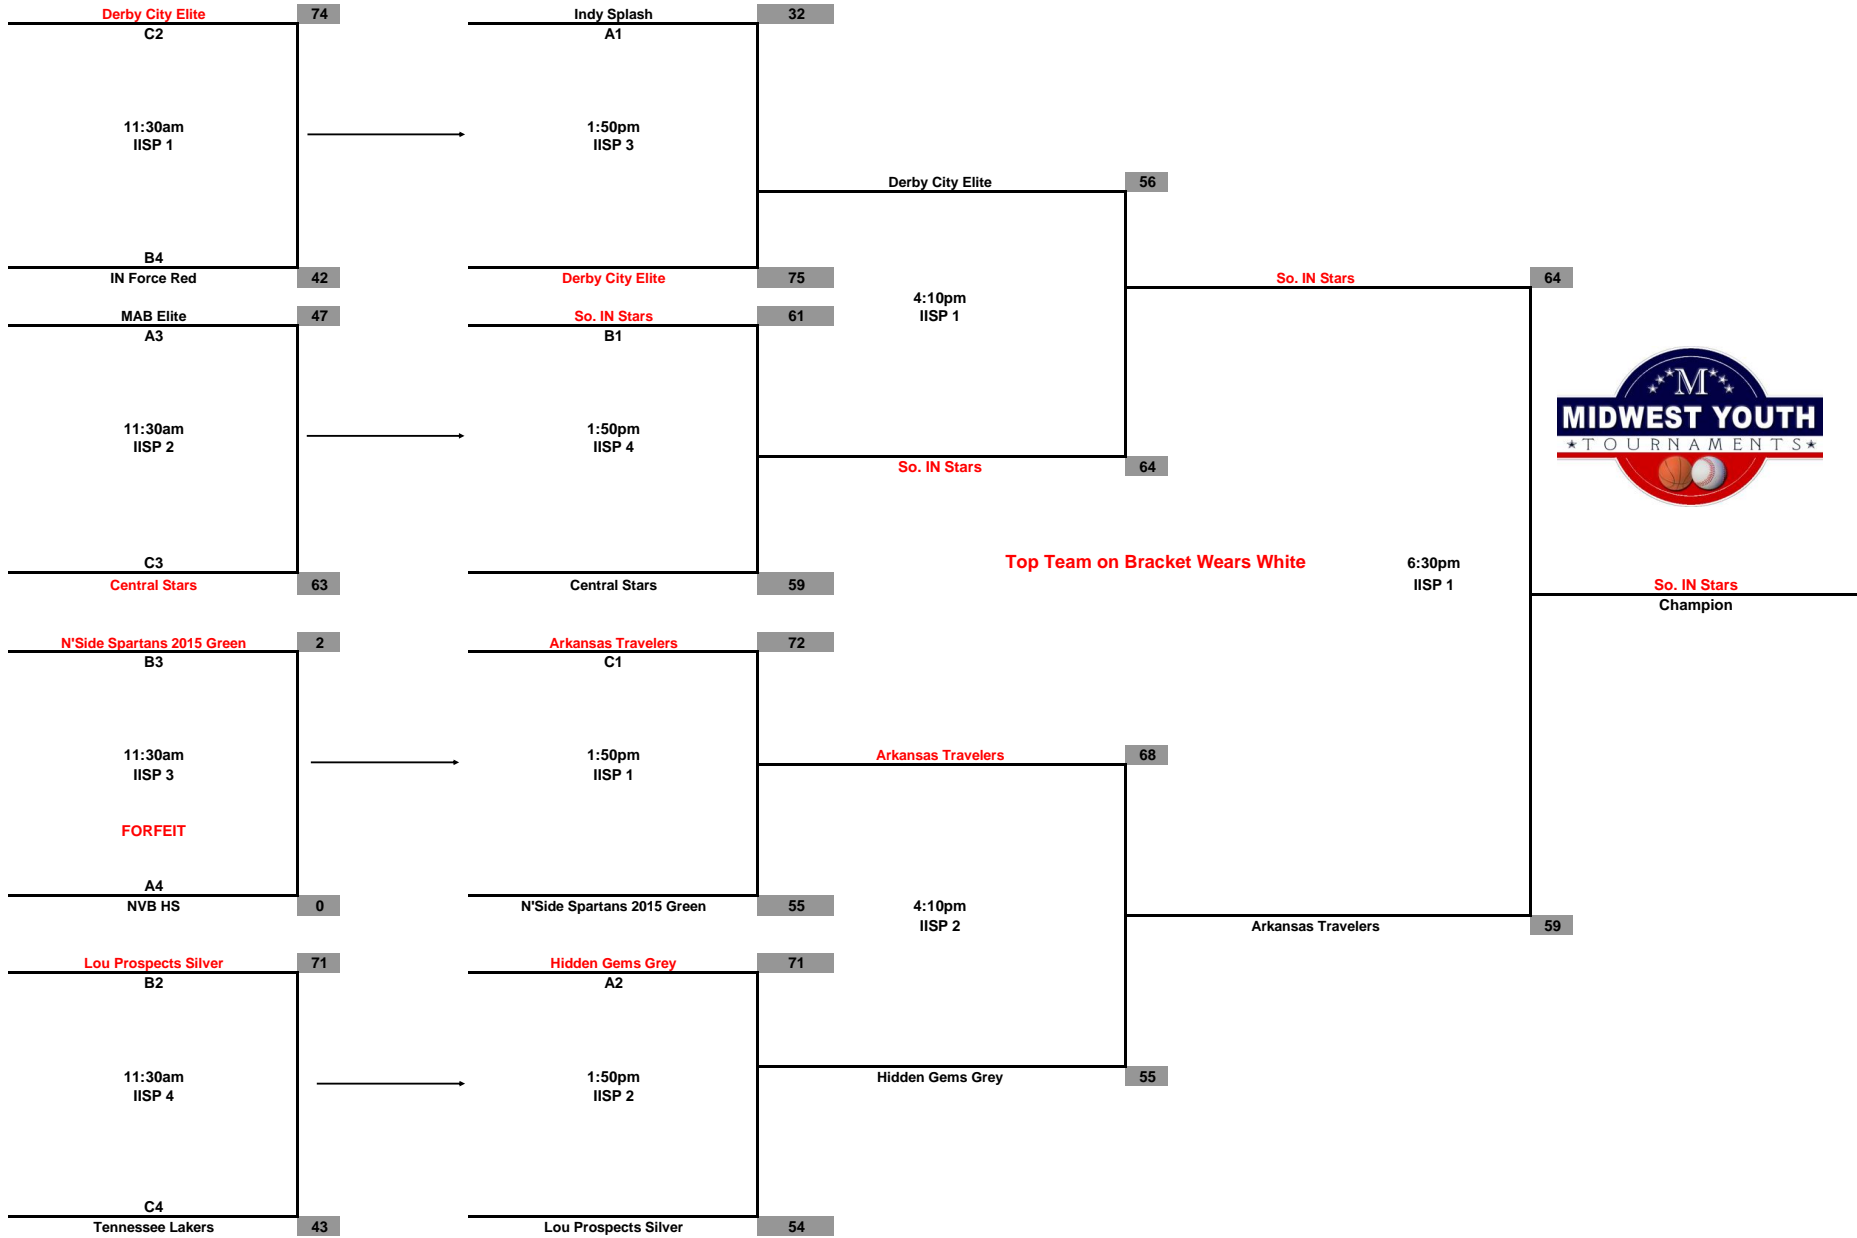 Derby City Elite 74
C2
11:30am
IISP 1
B4
IN Force Red 42
MAB Elite 47
A3
11:30am
IISP 2
C3
Central Stars 63
N'Side Spartans 2015 Green 2
B3
11:30am
IISP 3
FORFEIT
A4
NVB HS 0
Lou Prospects Silver 71
B2
11:30am
IISP 4
C4
Tennessee Lakers 43
Indy Splash 32
A1
1:50pm
IISP 3
Derby City Elite 75
So. IN Stars 61
B1
1:50pm
IISP 4
Central Stars 59
Arkansas Travelers 72
C1
1:50pm
IISP 1
N'Side Spartans 2015 Green 55
Hidden Gems Grey 71
A2
1:50pm
IISP 2
Lou Prospects Silver 54
Derby City Elite 56
4:10pm
IISP 1
So. IN Stars 64
Arkansas Travelers 68
4:10pm
IISP 2
Hidden Gems Grey 55
So. IN Stars 64
Top Team on Bracket Wears White
6:30pm
IISP 1
Arkansas Travelers 59
M
MIDWEST YOUTH
TOURNAMENTS
So. IN Stars
Champion